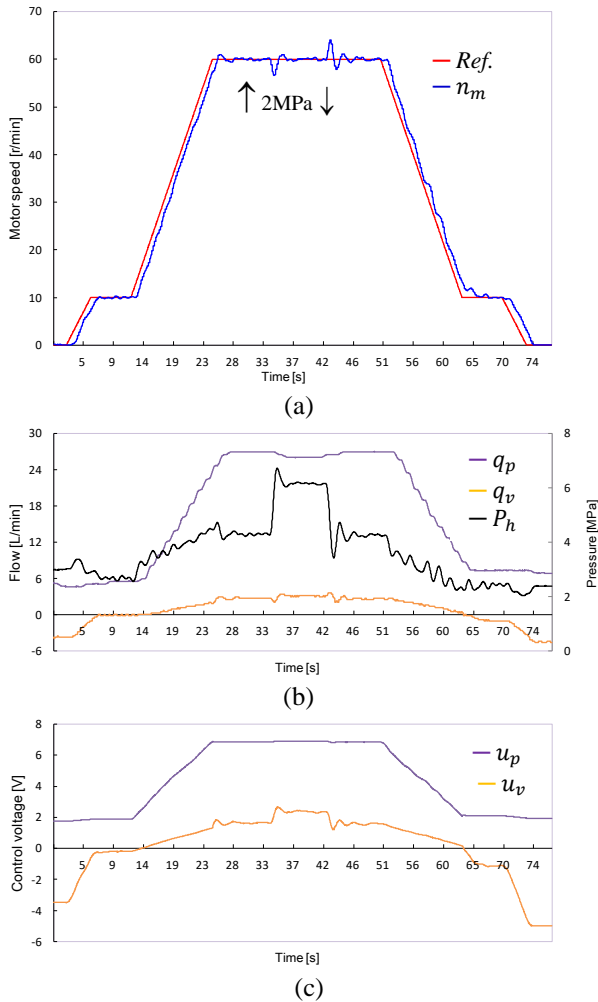 70
60
50
40
30
20
10
0
Motor speed [r/min]
Ref.
n_m
↑ 2MPa ↓
5 9 14 19 23 28 33 37 42 47 51 56 60 65 70 74
Time [s]
(a)
30
24
18
12
6
0
-6
Flow [L/min]
8
6
4
2
0
Pressure [MPa]
q_p
q_v
P_h
5 9 14 19 23 28 33 37 42 47 51 56 60 65 70 74
Time [s]
(b)
8
6
4
2
0
-2
-4
-6
Control voltage [V]
u_p
u_v
5 9 14 19 23 28 33 37 42 47 51 56 60 65 70 74
Time [s]
(c)